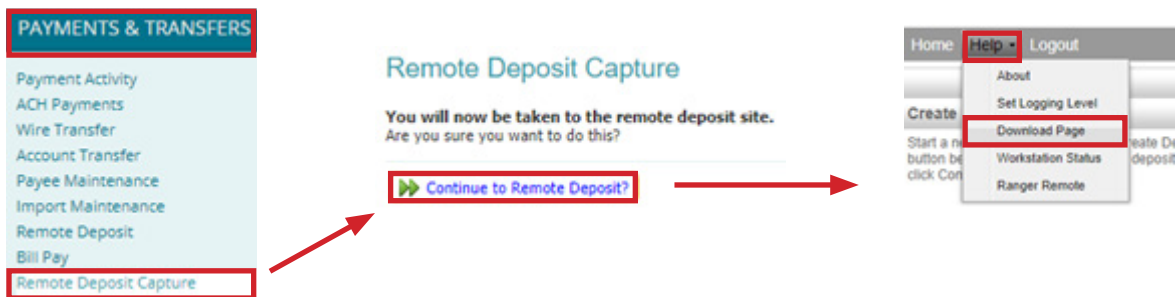 PAYMENTS & TRANSFERS
Payment Activity
ACH Payments
Wire Transfer
Account Transfer
Payee Maintenance
Import Maintenance
Remote Deposit
Bill Pay
Remote Deposit Capture
Remote Deposit Capture
You will now be taken to the remote deposit site.
Are you sure you want to do this?
Continue to Remote Deposit?
Home Help Logout
About
Set Logging Level
Download Page
Workstation Status
Ranger Remote
Create
Start a n eate De
button be deposit
click Con